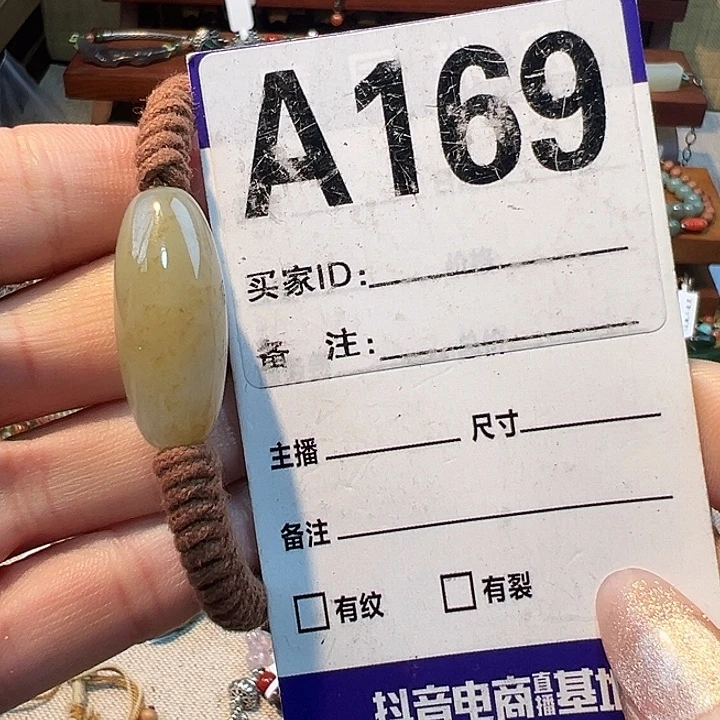 A169
买家ID:
备 注:
主播 尺寸
备注
□有纹 □有裂
抖音电商直播基地